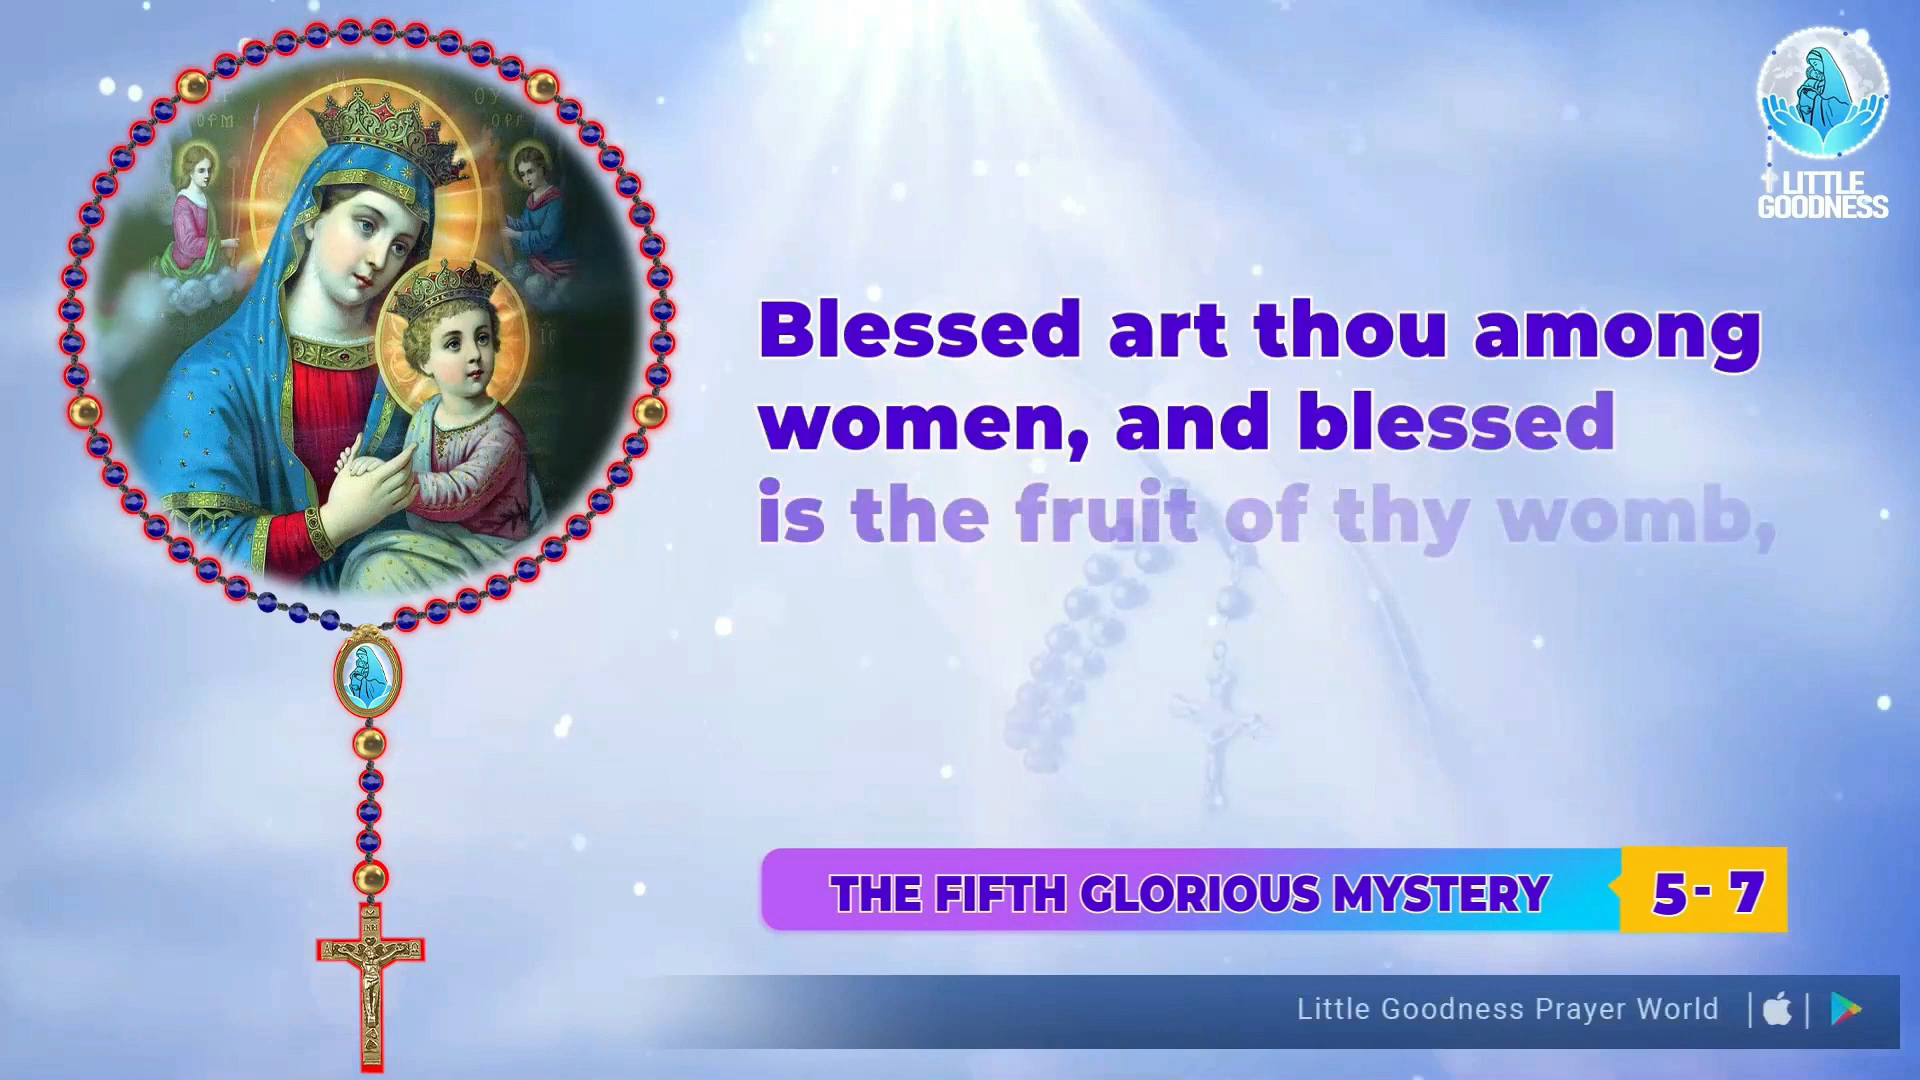 LITTLE
GOODNESS
Blessed art thou among
women, and blessed
is the fruit of thy womb,
THE FIFTH GLORIOUS MYSTERY
5- 7
Little Goodness Prayer World
INRI